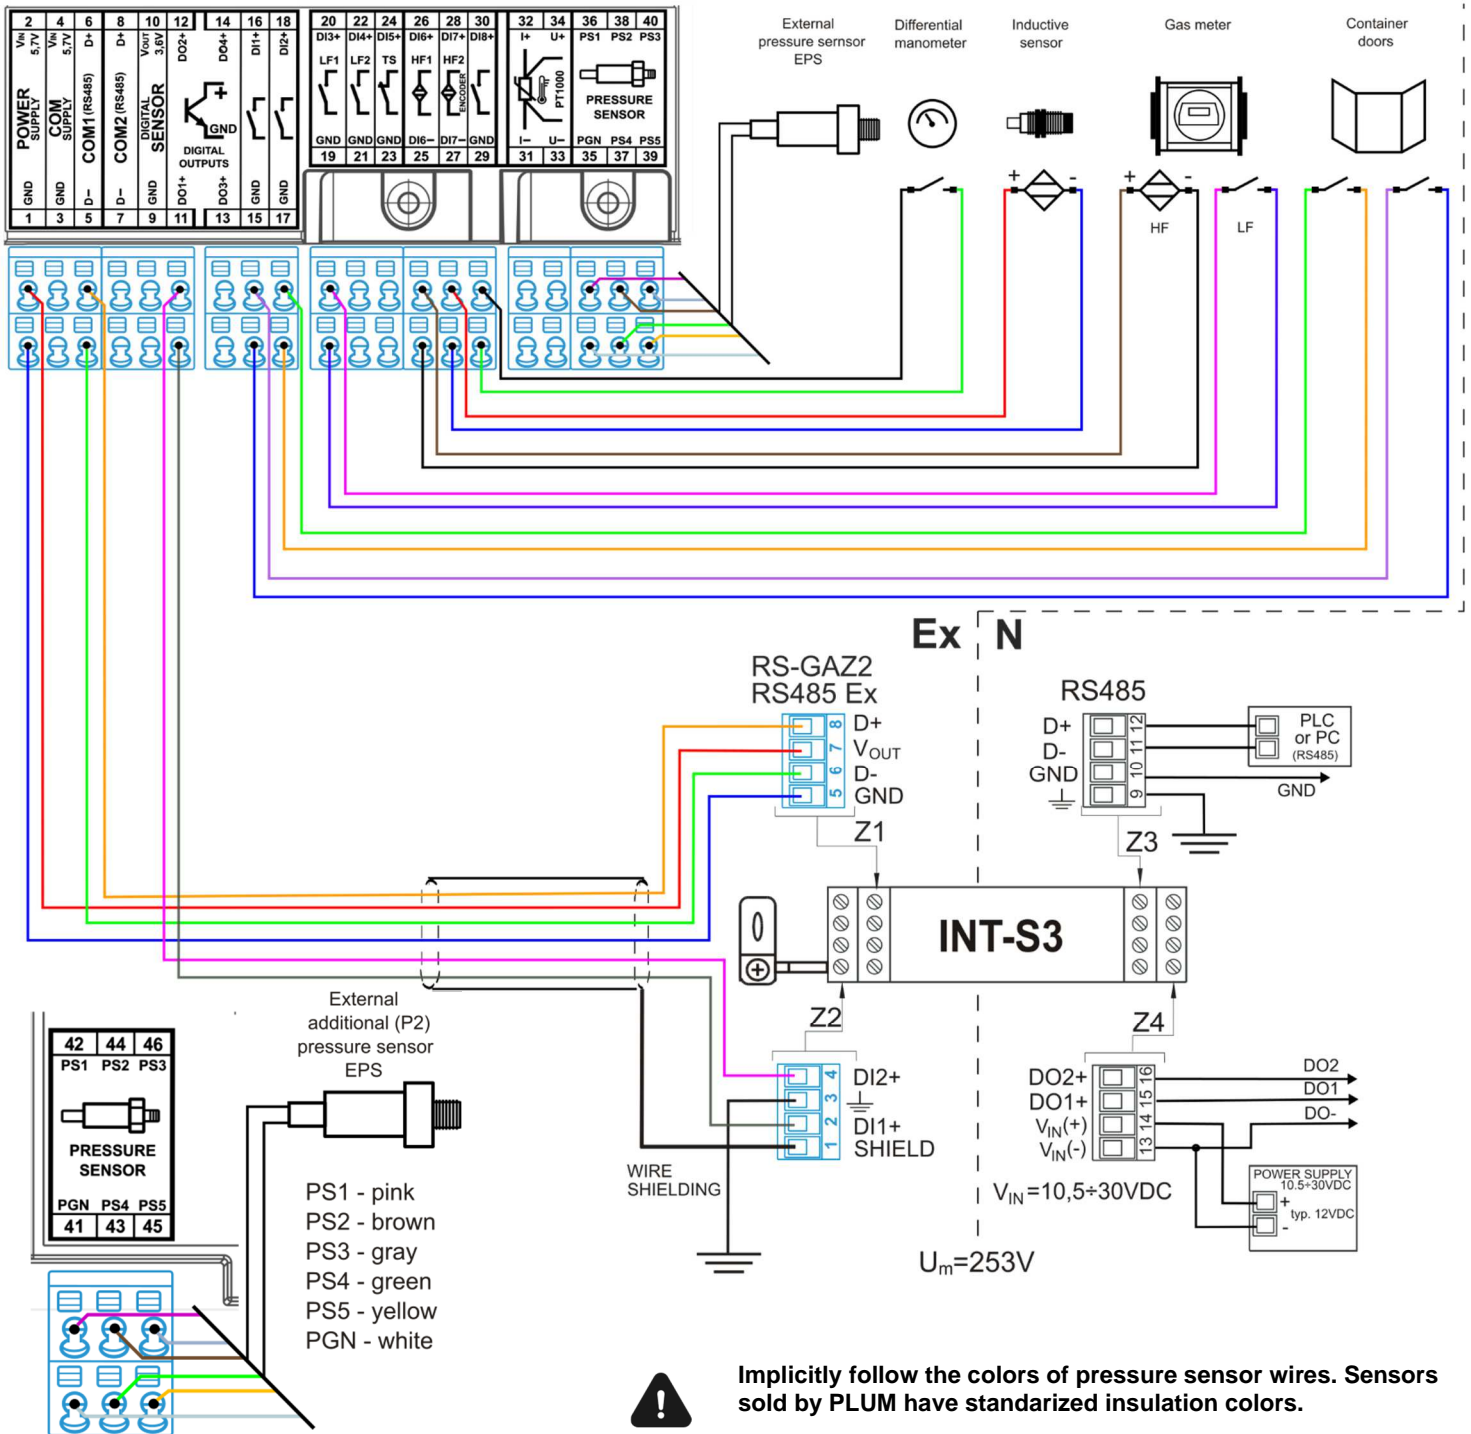 2 4 6 8 10 12 14 16 18
VIN 5,7V VIN 5,7V D+ D+ VOUT 3,6V DO2+ DO4+ DI1+ DI2+
POWER SUPPLY
COM SUPPLY
COM1 (RS485)
COM2 (RS485)
DIGITAL SENSOR
+
GND
DIGITAL OUTPUTS
GND GND D− D− GND DO1+ DO3+ GND GND
1 3 5 7 9 11 13 15 17
20 22 24 26 28 30 32 34 36 38 40
DI3+ DI4+ DI5+ DI6+ DI7+ DI8+ I+ U+ PS1 PS2 PS3
LF1 LF2 TS HF1 HF2
ENCODER
PT1000
PRESSURE
SENSOR
GND GND GND DI6− DI7− GND I− U− PGN PS4 PS5
19 21 23 25 27 29 31 33 35 37 39
External
pressure sernsor
EPS
Differential
manometer
Inductive
sensor
Gas meter
Container
doors
+ -
+ -
HF
LF
Ex N
RS-GAZ2
RS485 Ex
8 D+
7 VOUT
6 D-
5 GND
Z1
RS485
D+ 12
D- 11
GND 10
9
PLC
or PC
(RS485)
GND
Z3
INT-S3
Z2
Z4
4 DI2+
3
2 DI1+
1 SHIELD
WIRE
SHIELDING
DO2+ 16 DO2
DO1+ 15 DO1
VIN(+) 14 DO-
VIN(-) 13
VIN=10,5÷30VDC
POWER SUPPLY
10.5÷30VDC
+
typ. 12VDC
-
Um=253V
External
additional (P2)
pressure sensor
EPS
42 44 46
PS1 PS2 PS3
PRESSURE
SENSOR
PGN PS4 PS5
41 43 45
PS1 - pink
PS2 - brown
PS3 - gray
PS4 - green
PS5 - yellow
PGN - white
!
Implicitly follow the colors of pressure sensor wires. Sensors
sold by PLUM have standarized insulation colors.